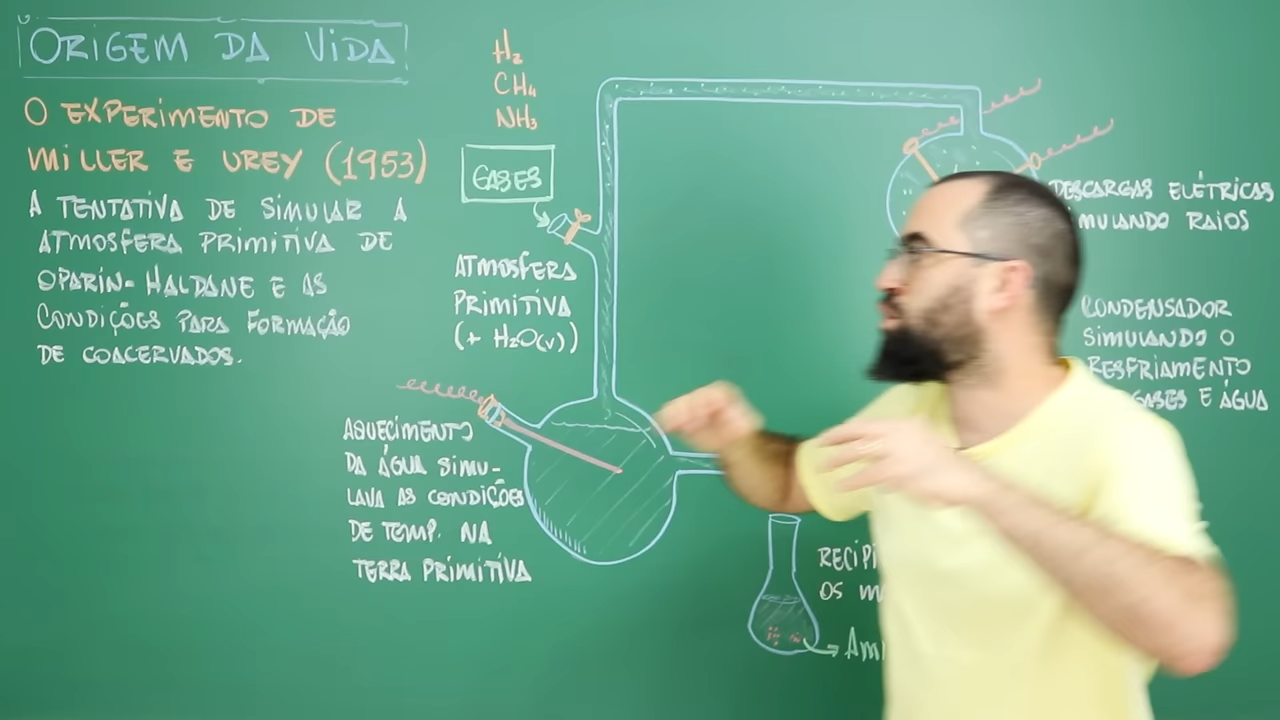 ORIGEM DA VIDA
O EXPERIMENTO DE
MILLER E UREY (1953)
A TENTATIVA DE SIMULAR A
ATMOSFERA PRIMITIVA DE
OPARIN-HALDANE E AS
CONDIÇÕES PARA FORMAÇÃO
DE COACERVADOS.
H₂
CH₄
NH₃
GASES
ATMOSFERA
PRIMITIVA
(+ H₂O(v))
AQUECIMENTO
DA ÁGUA SIMU-
LAVA AS CONDIÇÕES
DE TEMP. NA
TERRA PRIMITIVA
DESCARGAS ELÉTRICAS
IMULANDO RAIOS
CONDENSADOR
SIMULANDO O
RESFRIAMENTO
GASES E ÁGUA
RECIPI
OS M
AMI